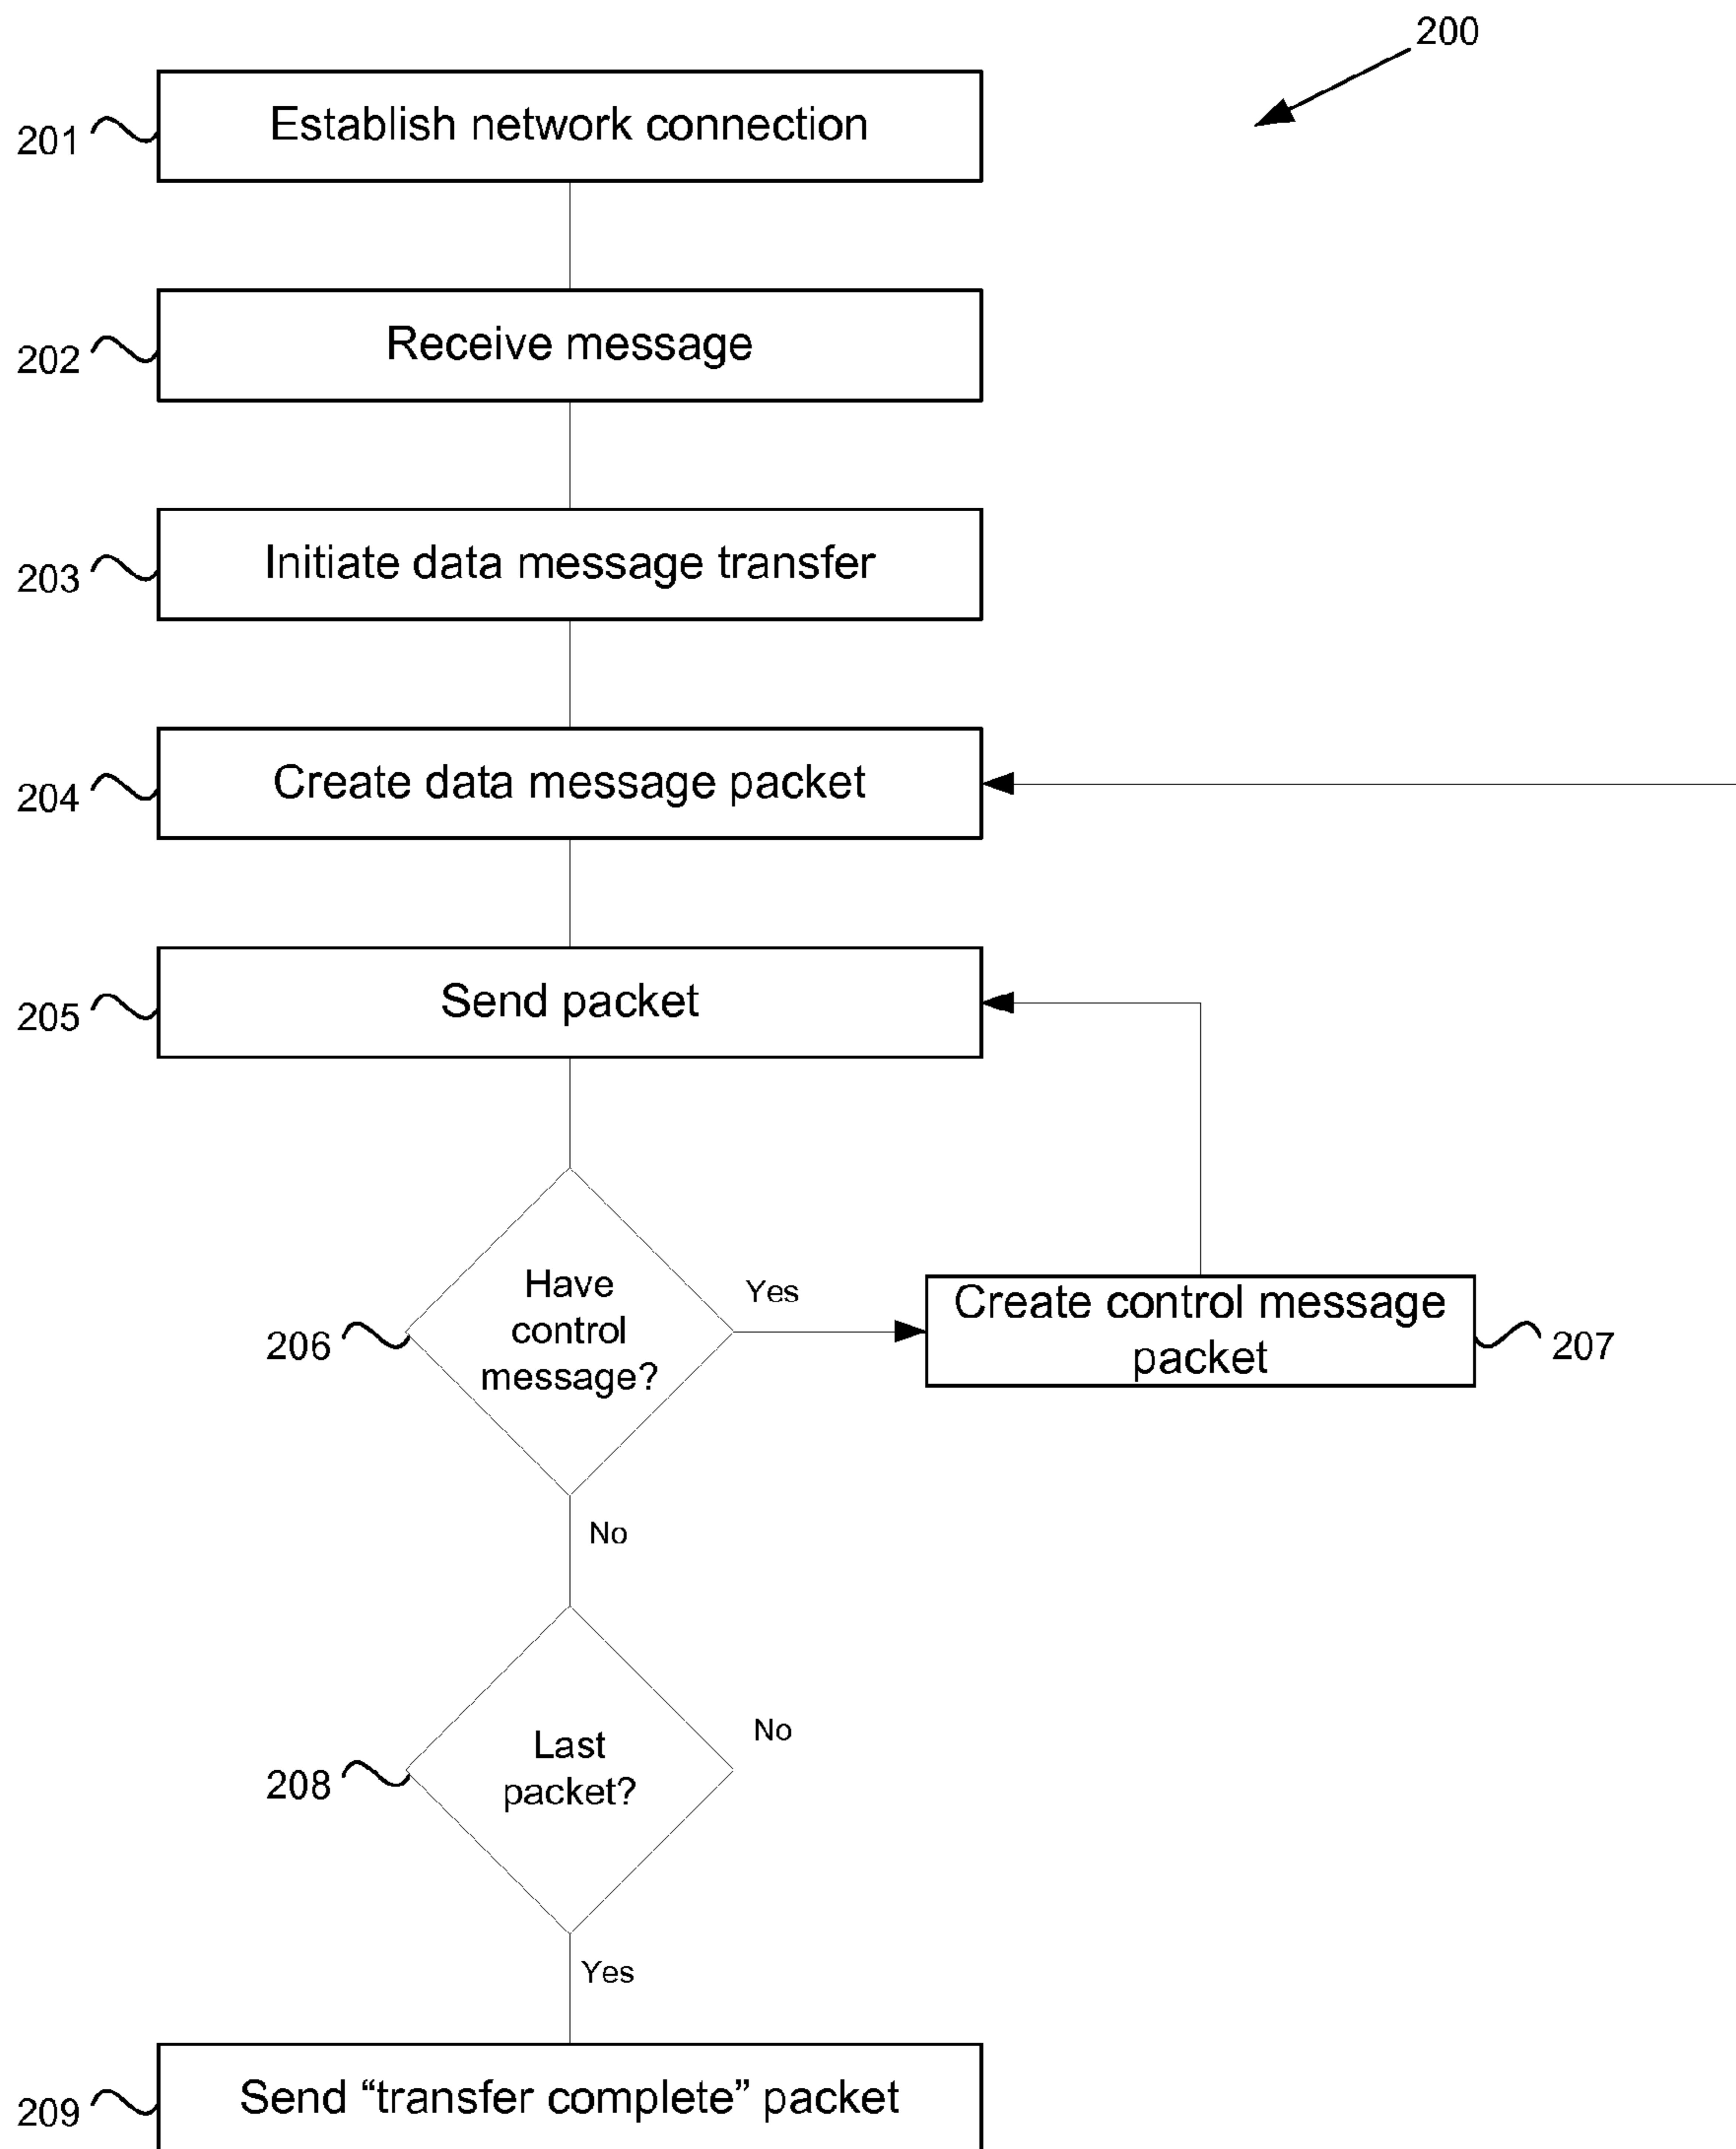 200
201
Establish network connection
202
Receive message
203
Initiate data message transfer
204
Create data message packet
205
Send packet
206
Have
control
message?
Yes
Create control message
packet
207
No
208
Last
packet?
No
Yes
209
Send “transfer complete” packet